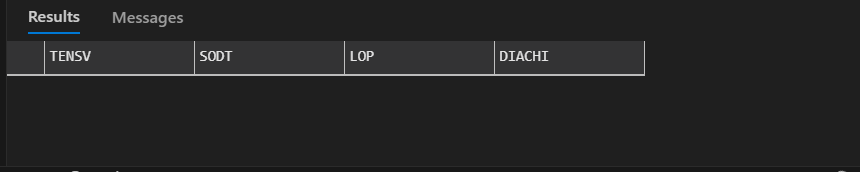 Results Messages
TENSV SODT LOP DIACHI